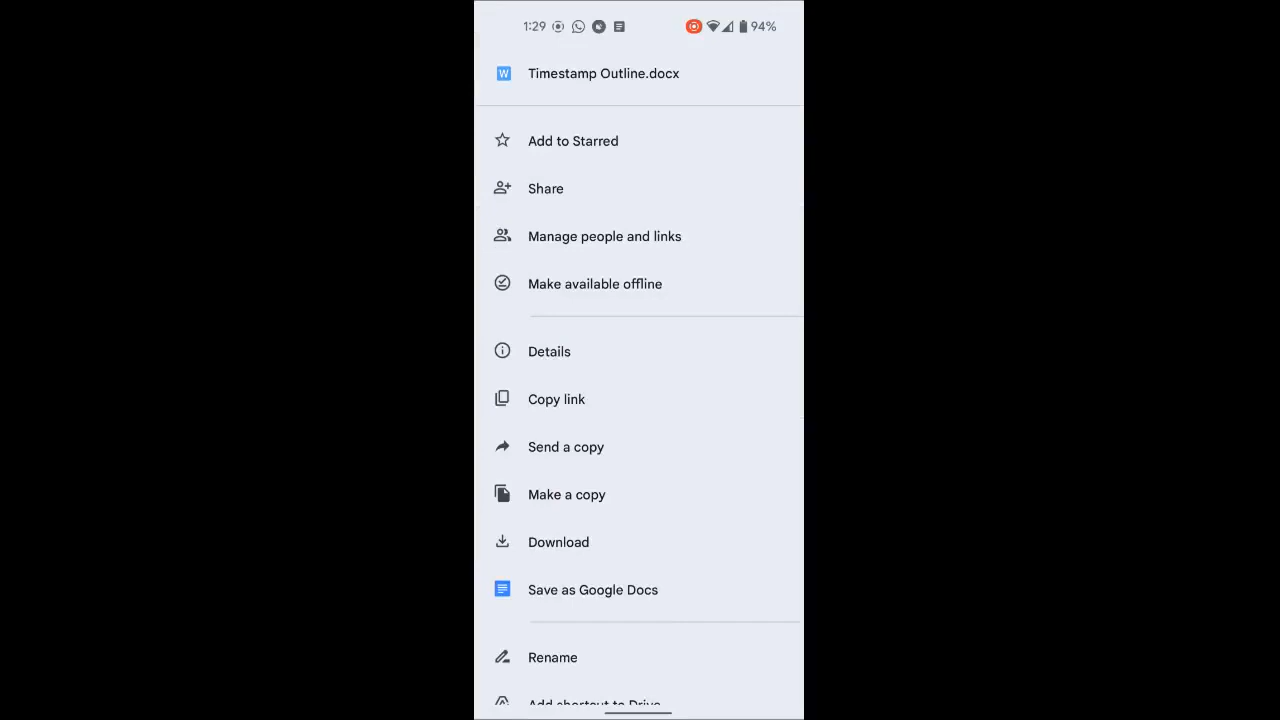 1:29
94%
W
Timestamp Outline.docx
Add to Starred
Share
Manage people and links
Make available offline
Details
Copy link
Send a copy
Make a copy
Download
Save as Google Docs
Rename
Add shortcut to Drive